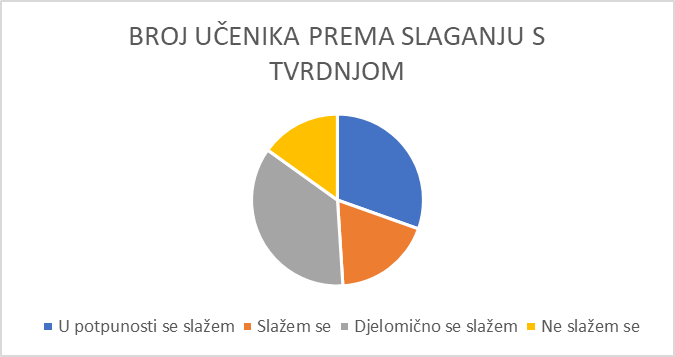 BROJ UČENIKA PREMA SLAGANJU S
TVRDNJOM
U potpunosti se slažem Slažem se Djelomično se slažem Ne slažem se